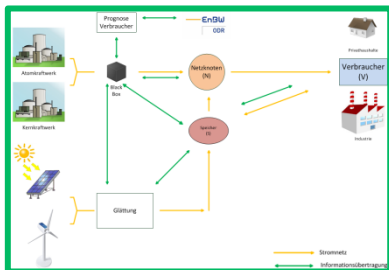 Prognose
Verbraucher
EnBW
ODR
Privathaushalte
Atomkraftwerk
Black
Box
Netzknoten
(N)
Verbraucher
(V)
Kernkraftwerk
Speicher
(S)
Industrie
Glättung
Stromnetz
Informationsübertragung